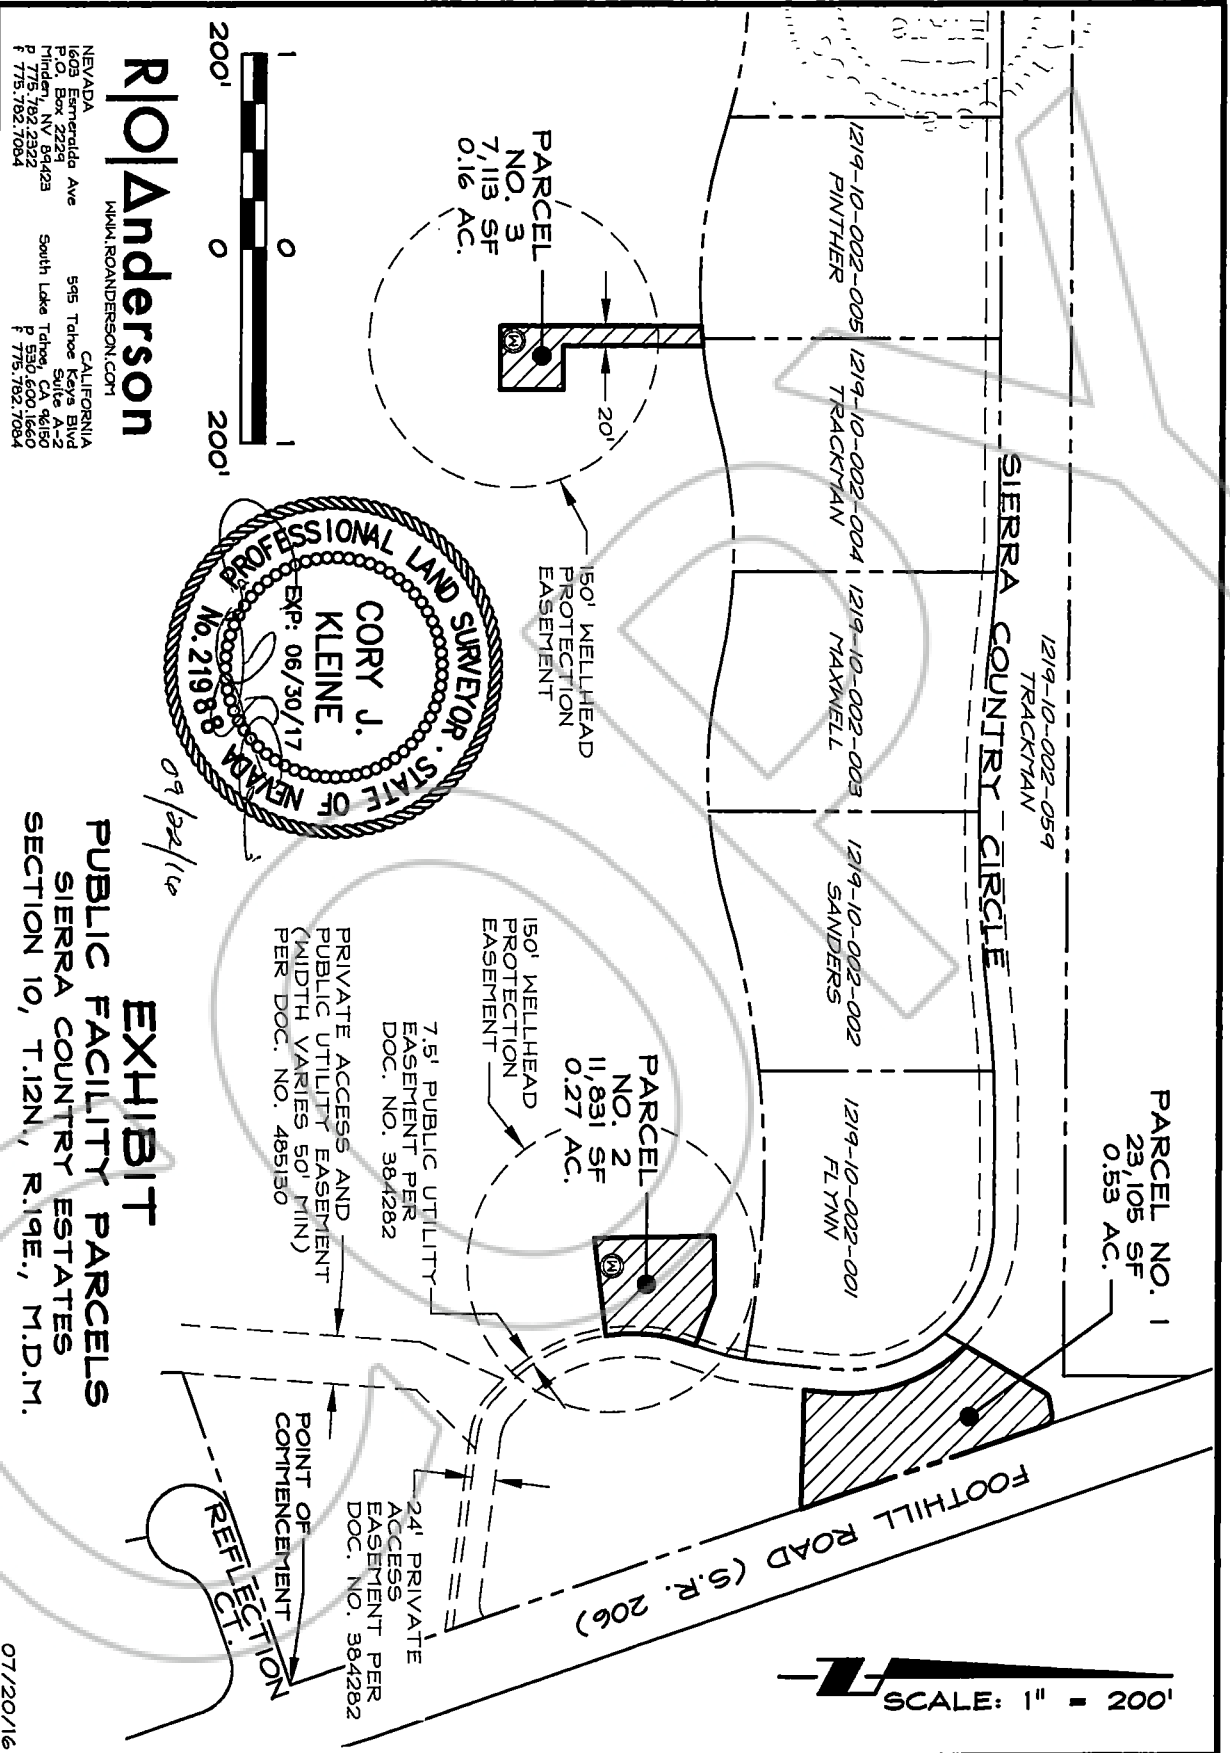 PARCEL NO. 1
23,105 SF
0.53 AC.
SCALE: 1" = 200'
1219-10-002-059
TRACKMAN
SIERRA COUNTRY CIRCLE
FOOTHILL ROAD (S.R. 206)
1219-10-002-005
PINTHER
1219-10-002-004
TRACKMAN
1219-10-002-003
MAXWELL
1219-10-002-002
SANDERS
1219-10-002-001
FLYNN
PARCEL
NO. 3
7,113 SF
0.16 AC.
20'
W
150' WELLHEAD
PROTECTION
EASEMENT
PARCEL
NO. 2
11,831 SF
0.27 AC.
W
150' WELLHEAD
PROTECTION
EASEMENT
7.5' PUBLIC UTILITY
EASEMENT PER
DOC. NO. 384282
PRIVATE ACCESS AND
PUBLIC UTILITY EASEMENT
(WIDTH VARIES 50' MIN)
PER DOC. NO. 485130
24' PRIVATE
ACCESS
EASEMENT PER
DOC. NO. 384282
POINT OF
COMMENCEMENT
REFLECTION
CT.
1 0 1
200' 0 200'
PROFESSIONAL LAND SURVEYOR · STATE OF NEVADA
CORY J.
KLEINE
EXP: 06/30/17
No. 21988
09/22/16
R|O|Anderson
WWW.ROANDERSON.COM
NEVADA
1603 Esmeralda Ave
P.O. Box 2229
Minden, NV 89423
p 775.782.2322
f 775.782.7084
CALIFORNIA
595 Tahoe Keys Blvd
Suite A-2
South Lake Tahoe, CA 96150
p 530.600.1660
f 775.782.7084
EXHIBIT
PUBLIC FACILITY PARCELS
SIERRA COUNTRY ESTATES
SECTION 10, T.12N., R.19E., M.D.M.
07/20/16
COPY